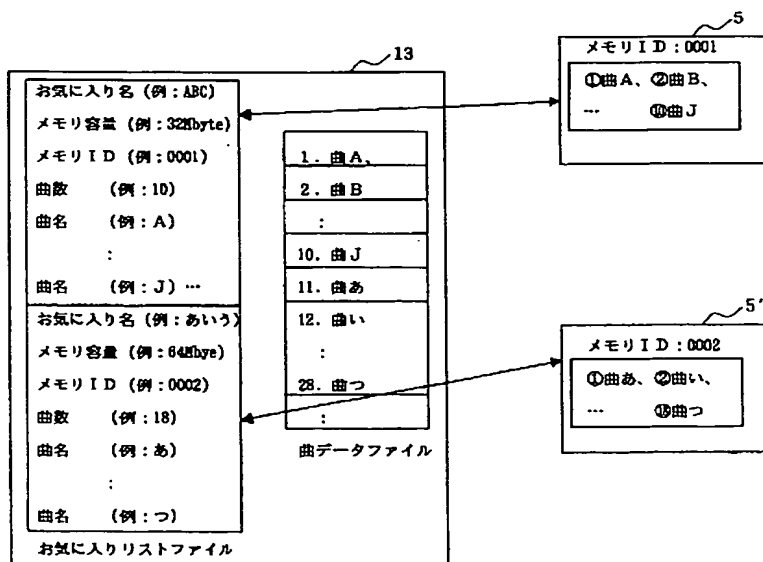 13
お気に入り名 (例:ABC)
メモリ容量 (例:32Mbyte)
メモリID (例:0001)
曲数 (例:10)
曲名 (例:A)
:
曲名 (例:J) …
お気に入り名 (例:あいう)
メモリ容量 (例:64Mbye)
メモリID (例:0002)
曲数 (例:18)
曲名 (例:あ)
:
曲名 (例:つ)
お気に入りリストファイル
1. 曲A、
2. 曲B
:
10. 曲J
11. 曲あ
12. 曲い
:
28. 曲つ
:
曲データファイル
5
メモリID:0001
①曲A、②曲B、
… ⑩曲J
5'
メモリID:0002
①曲あ、②曲い、
… ⑱曲つ